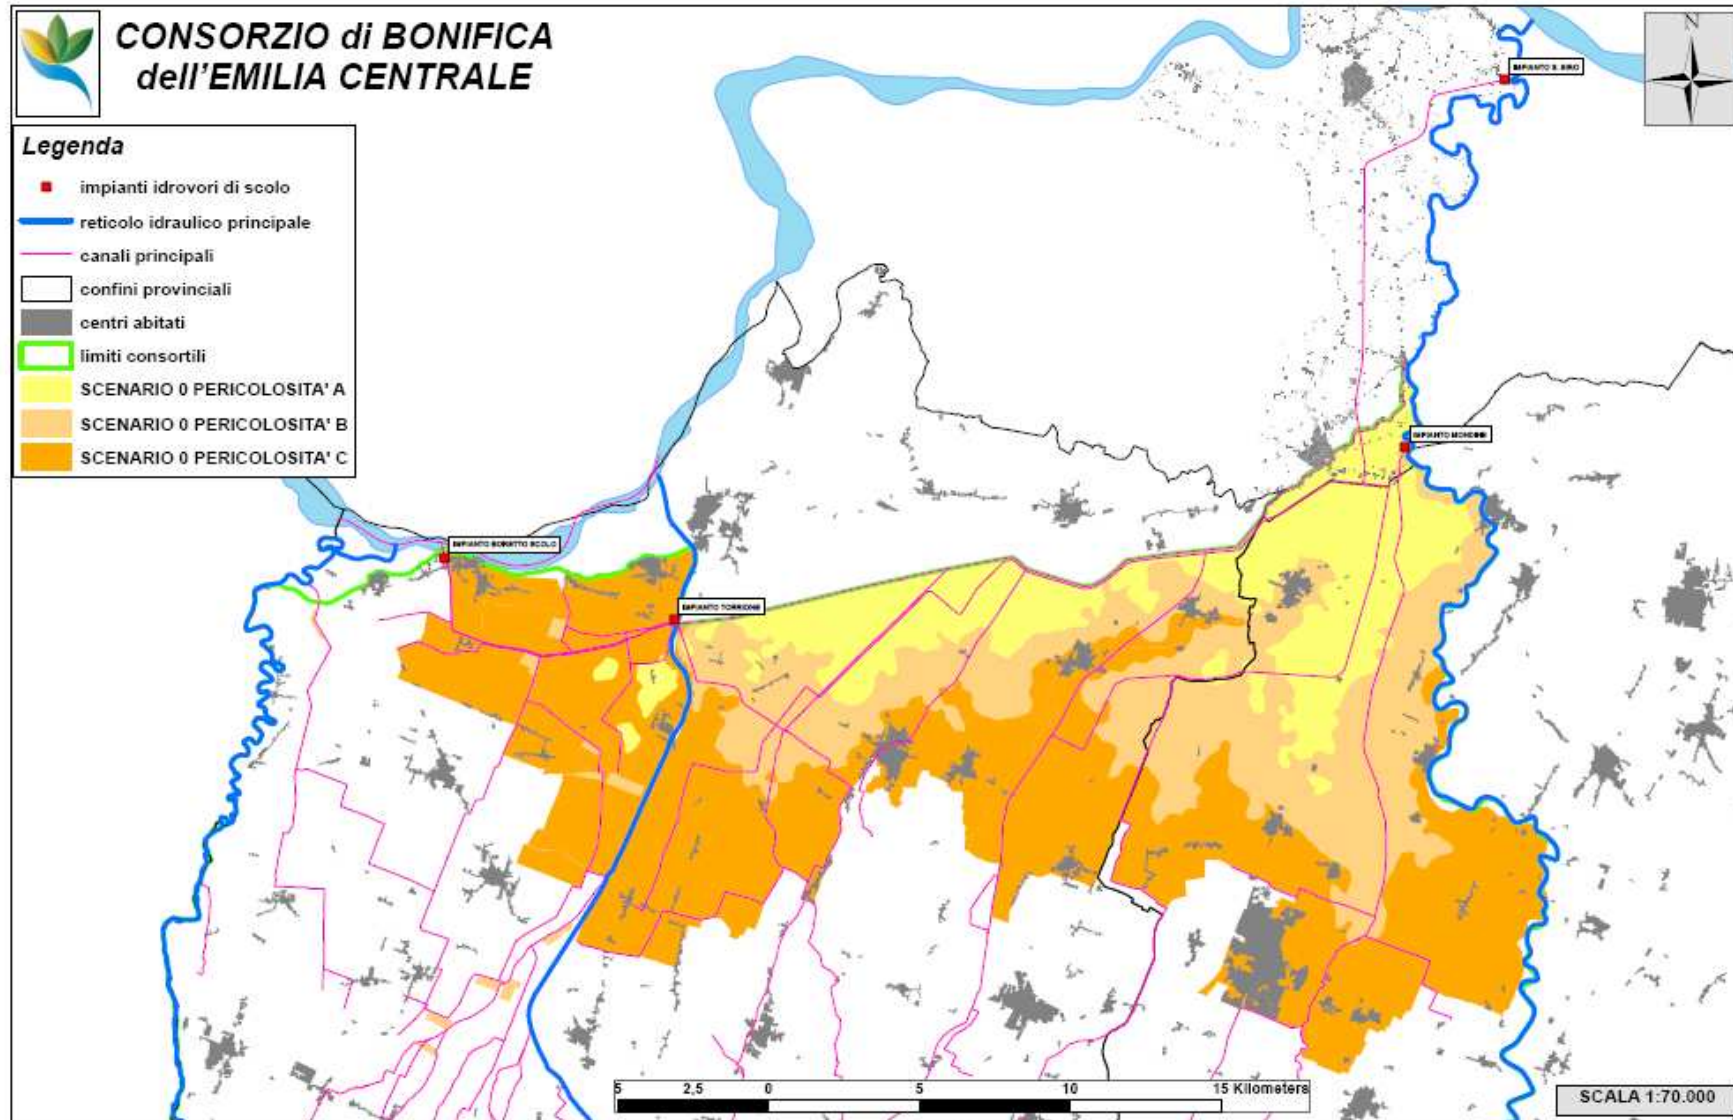 CONSORZIO di BONIFICA
dell'EMILIA CENTRALE
N
IMPIANTO S. SIRO
Legenda
impianti idrovori di scolo
reticolo idraulico principale
canali principali
confini provinciali
centri abitati
limiti consortili
SCENARIO 0 PERICOLOSITA' A
SCENARIO 0 PERICOLOSITA' B
SCENARIO 0 PERICOLOSITA' C
IMPIANTO MONDINE
IMPIANTO BORETTO SCOLO
IMPIANTO TORRIONE
5 2,5 0 5 10 15 Kilometers
SCALA 1:70.000